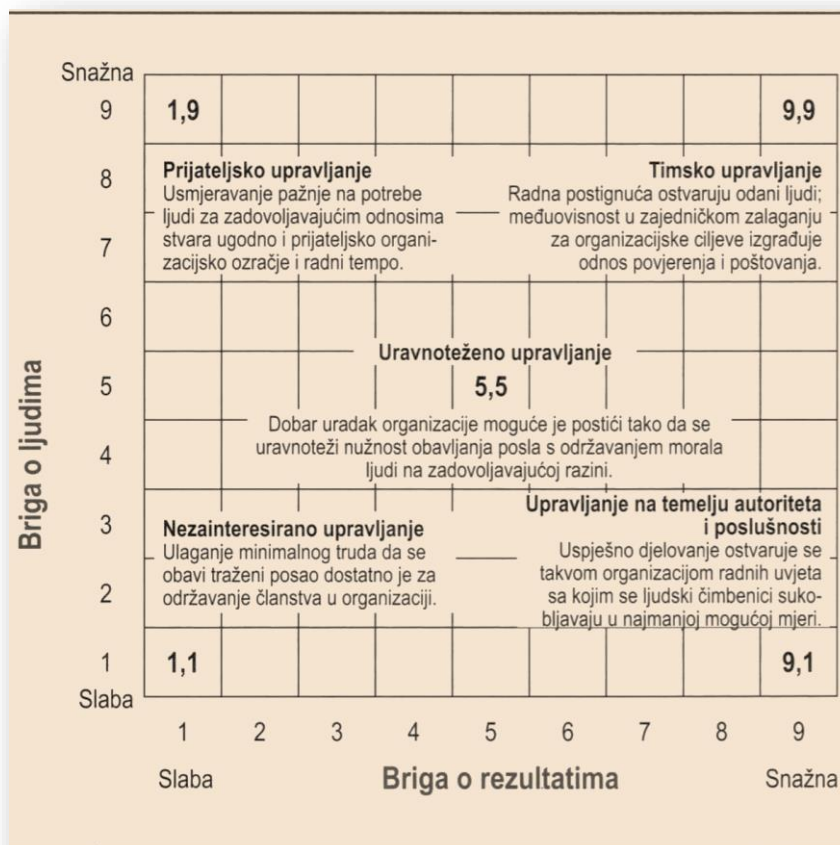 Snažna
9
1,9
9,9
8
Prijateljsko upravljanje
Usmjeravanje pažnje na potrebe
ljudi za zadovoljavajućim odnosima
stvara ugodno i prijateljsko organi-
zacijsko ozračje i radni tempo.
Timsko upravljanje
Radna postignuća ostvaruju odani ljudi;
međuovisnost u zajedničkom zalaganju
za organizacijske ciljeve izgrađuje
odnos povjerenja i poštovanja.
7
6
Uravnoteženo upravljanje
5
5,5
Dobar uradak organizacije moguće je postići tako da se
uravnoteži nužnost obavljanja posla s održavanjem morala
ljudi na zadovoljavajućoj razini.
4
Briga o ljudima
3
Nezainteresirano upravljanje
Ulaganje minimalnog truda da se
obavi traženi posao dostatno je za
održavanje članstva u organizaciji.
Upravljanje na temelju autoriteta
i poslušnosti
Uspješno djelovanje ostvaruje se
takvom organizacijom radnih uvjeta
sa kojim se ljudski čimbenici suko-
bljavaju u najmanjoj mogućoj mjeri.
2
1
1,1
9,1
Slaba
1 2 3 4 5 6 7 8 9
Slaba
Briga o rezultatima
Snažna